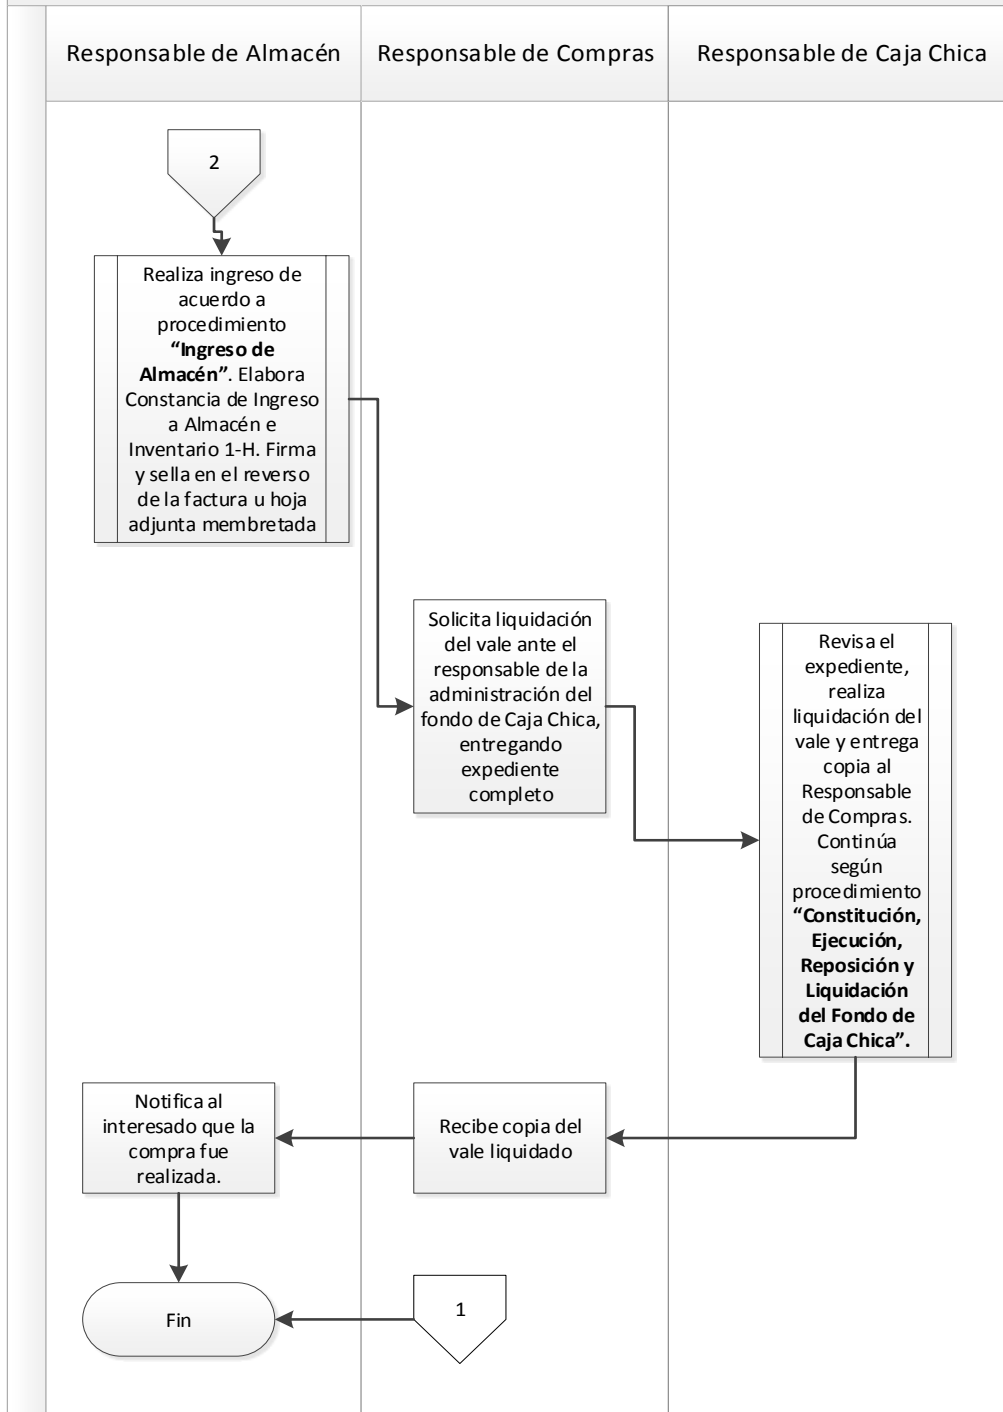 Responsable de Almacén
Responsable de Compras
Responsable de Caja Chica
2
Realiza ingreso de
acuerdo a
procedimiento
“Ingreso de
Almacén”. Elabora
Constancia de Ingreso
a Almacén e
Inventario 1-H. Firma
y sella en el reverso
de la factura u hoja
adjunta membretada
Solicita liquidación
del vale ante el
responsable de la
administración del
fondo de Caja Chica,
entregando
expediente
completo
Revisa el
expediente,
realiza
liquidación del
vale y entrega
copia al
Responsable
de Compras.
Continúa
según
procedimiento
“Constitución,
Ejecución,
Reposición y
Liquidación
del Fondo de
Caja Chica”.
Recibe copia del
vale liquidado
Notifica al
interesado que la
compra fue
realizada.
Fin
1